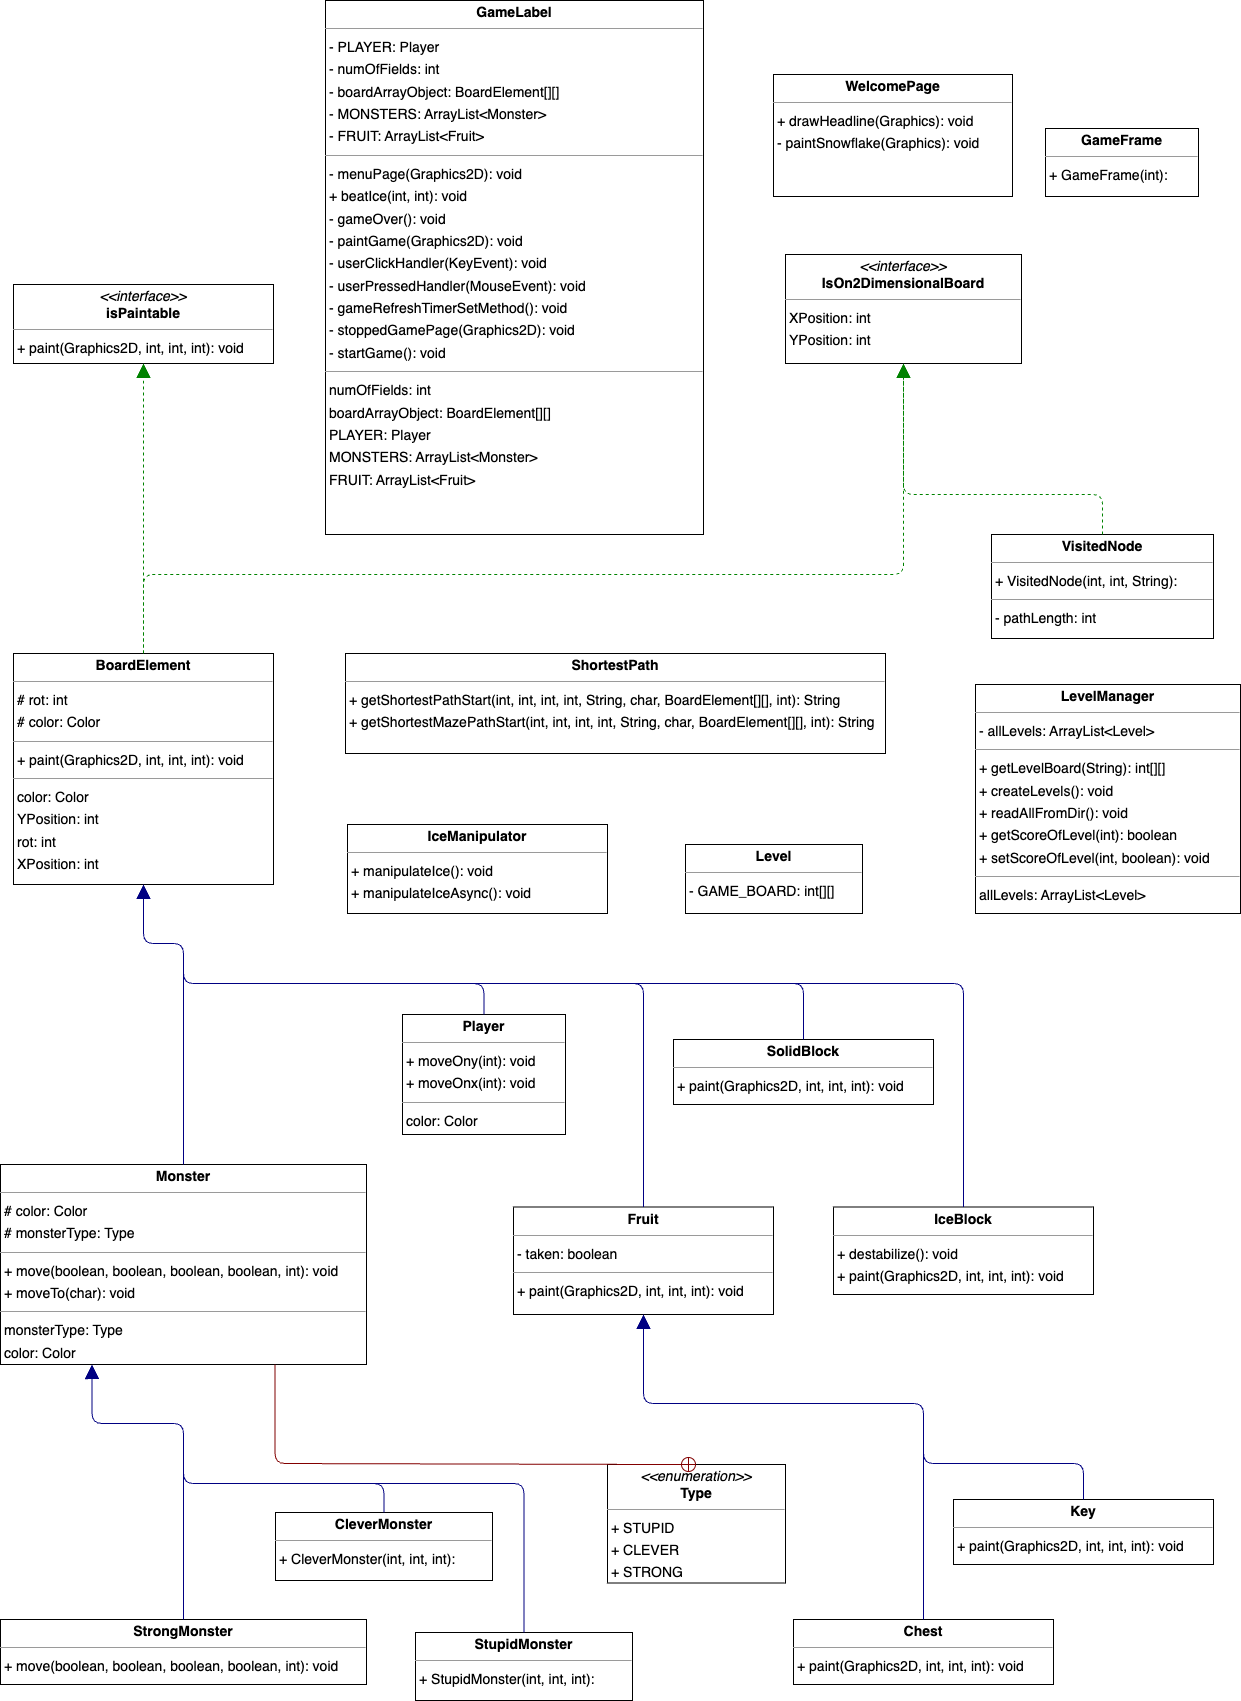 GameLabel
- PLAYER: Player
- numOfFields: int
- boardArrayObject: BoardElement[][]
- MONSTERS: ArrayList<Monster>
- FRUIT: ArrayList<Fruit>
- menuPage(Graphics2D): void
+ beatIce(int, int): void
- gameOver(): void
- paintGame(Graphics2D): void
- userClickHandler(KeyEvent): void
- userPressedHandler(MouseEvent): void
- gameRefreshTimerSetMethod(): void
- stoppedGamePage(Graphics2D): void
- startGame(): void
numOfFields: int
boardArrayObject: BoardElement[][]
PLAYER: Player
MONSTERS: ArrayList<Monster>
FRUIT: ArrayList<Fruit>
WelcomePage
+ drawHeadline(Graphics): void
- paintSnowflake(Graphics): void
GameFrame
+ GameFrame(int):
<<interface>>
isPaintable
+ paint(Graphics2D, int, int, int): void
<<interface>>
IsOn2DimensionalBoard
XPosition: int
YPosition: int
VisitedNode
+ VisitedNode(int, int, String):
- pathLength: int
BoardElement
# rot: int
# color: Color
+ paint(Graphics2D, int, int, int): void
color: Color
YPosition: int
rot: int
XPosition: int
ShortestPath
+ getShortestPathStart(int, int, int, int, String, char, BoardElement[][], int): String
+ getShortestMazePathStart(int, int, int, int, String, char, BoardElement[][], int): String
LevelManager
- allLevels: ArrayList<Level>
+ getLevelBoard(String): int[][]
+ createLevels(): void
+ readAllFromDir(): void
+ getScoreOfLevel(int): boolean
+ setScoreOfLevel(int, boolean): void
allLevels: ArrayList<Level>
IceManipulator
+ manipulateIce(): void
+ manipulateIceAsync(): void
Level
- GAME_BOARD: int[][]
Player
+ moveOny(int): void
+ moveOnx(int): void
color: Color
SolidBlock
+ paint(Graphics2D, int, int, int): void
Monster
# color: Color
# monsterType: Type
+ move(boolean, boolean, boolean, boolean, int): void
+ moveTo(char): void
monsterType: Type
color: Color
Fruit
- taken: boolean
+ paint(Graphics2D, int, int, int): void
IceBlock
+ destabilize(): void
+ paint(Graphics2D, int, int, int): void
<<enumeration>>
Type
+ STUPID
+ CLEVER
+ STRONG
CleverMonster
+ CleverMonster(int, int, int):
Key
+ paint(Graphics2D, int, int, int): void
StrongMonster
+ move(boolean, boolean, boolean, boolean, int): void
StupidMonster
+ StupidMonster(int, int, int):
Chest
+ paint(Graphics2D, int, int, int): void